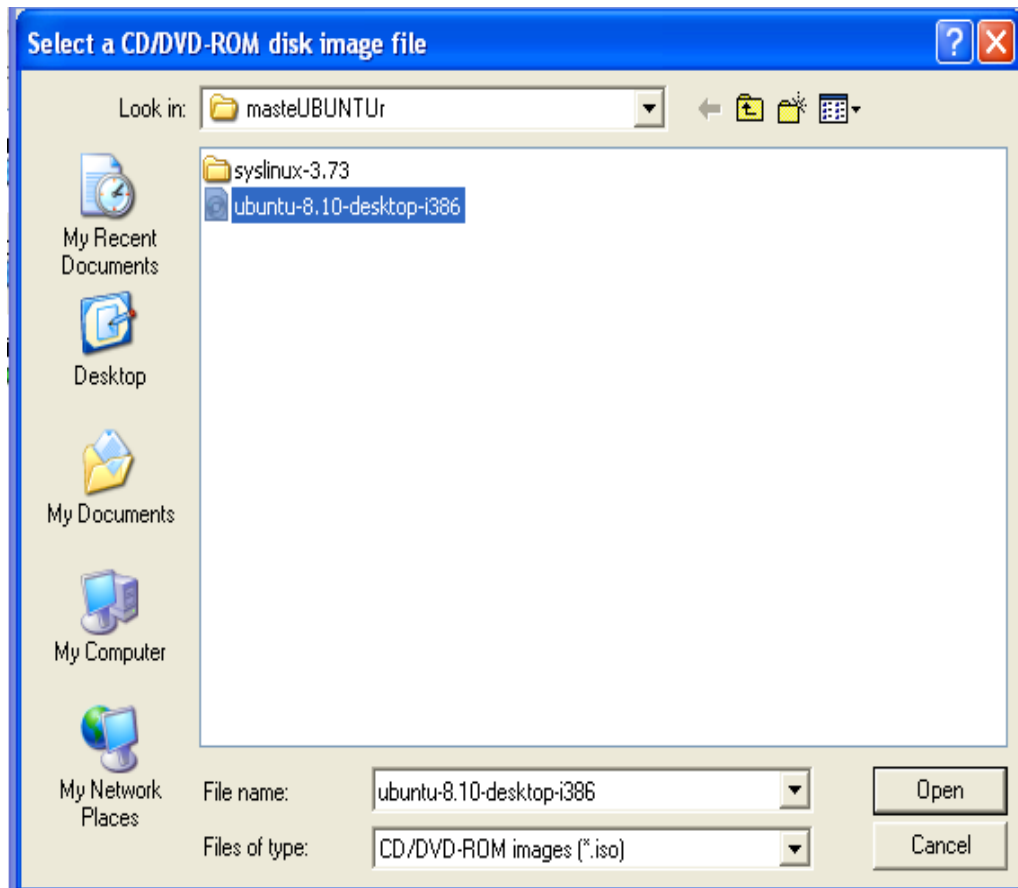 Select a CD/DVD-ROM disk image file
Look in: masteUBUNTUr
syslinux-3.73
ubuntu-8.10-desktop-i386
My Recent
Documents
Desktop
My Documents
My Computer
My Network
Places
File name: ubuntu-8.10-desktop-i386 Open
Files of type: CD/DVD-ROM images (*.iso) Cancel